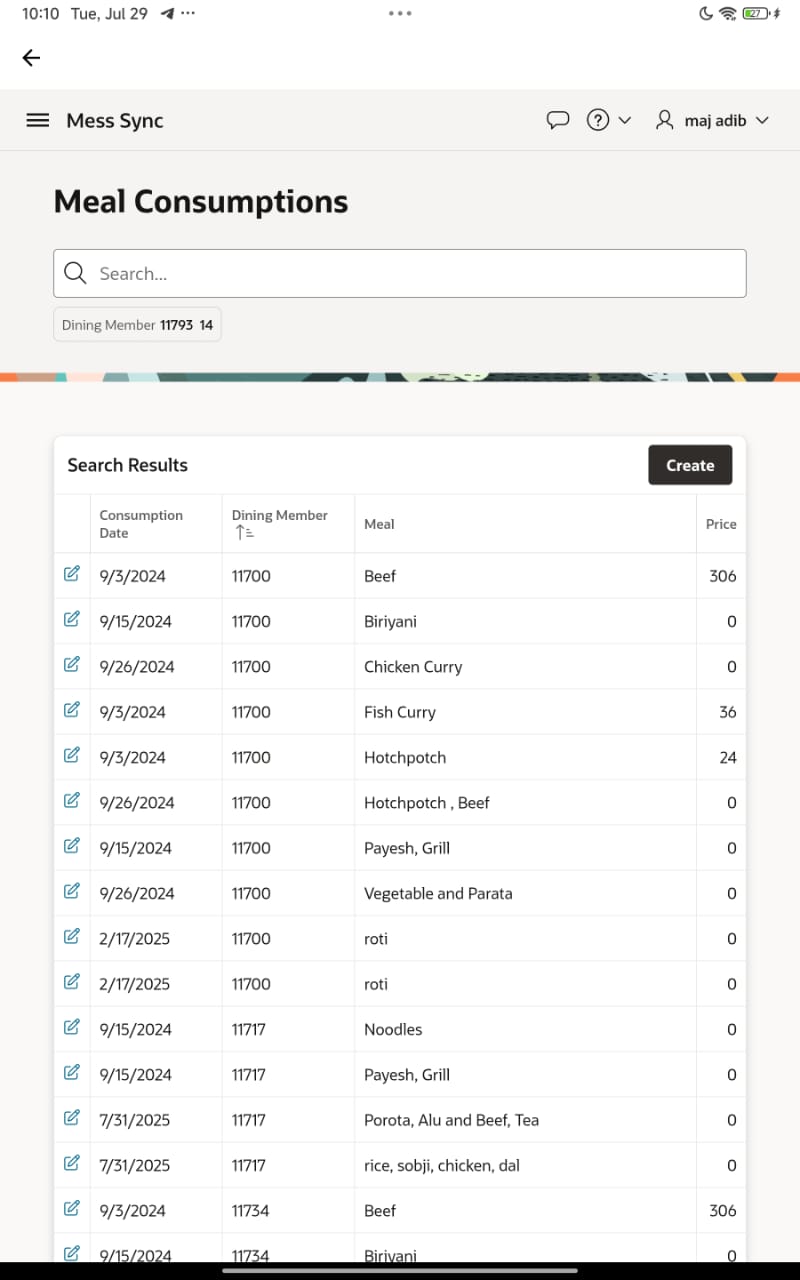 10:10 Tue, Jul 29
27
Mess Sync
maj adib
Meal Consumptions
Search...
Dining Member 11793 14
Search Results
Create
Consumption Date Dining Member Meal Price
9/3/2024 11700 Beef 306
9/15/2024 11700 Biriyani 0
9/26/2024 11700 Chicken Curry 0
9/3/2024 11700 Fish Curry 36
9/3/2024 11700 Hotchpotch 24
9/26/2024 11700 Hotchpotch , Beef 0
9/15/2024 11700 Payesh, Grill 0
9/26/2024 11700 Vegetable and Parata 0
2/17/2025 11700 roti 0
2/17/2025 11700 roti 0
9/15/2024 11717 Noodles 0
9/15/2024 11717 Payesh, Grill 0
7/31/2025 11717 Porota, Alu and Beef, Tea 0
7/31/2025 11717 rice, sobji, chicken, dal 0
9/3/2024 11734 Beef 306
9/15/2024 11734 Biriyani 0